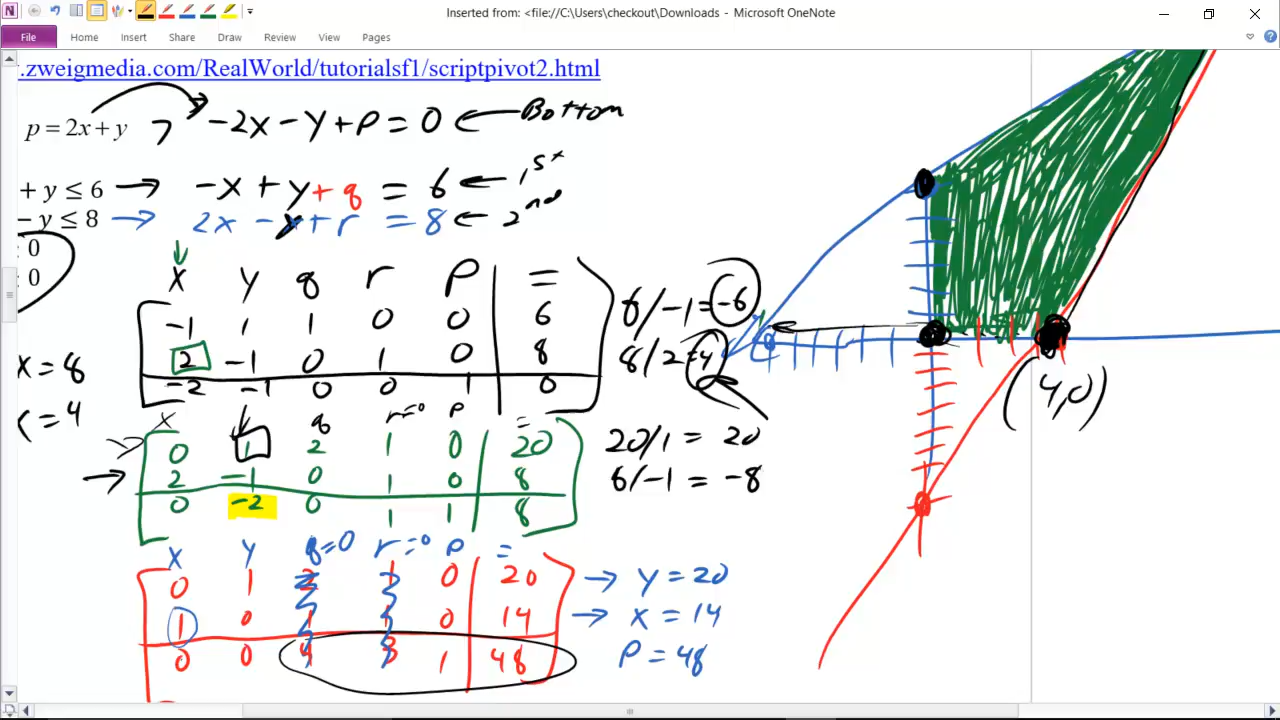 Inserted from: <file://C:\Users\checkout\Downloads - Microsoft OneNote
File Home Insert Share Draw Review View Pages
.zweigmedia.com/RealWorld/tutorialsf1/scriptpivot2.html
p = 2x + y -2x - y + p = 0 ← Bottom
+ y ≤ 6 → -x + y + q = 6 ← 1st
- y ≤ 8 → 2x - y + r = 8 ← 2nd
: 0
: 0
x y q r p =
-1 1 1 0 0 6 6/-1 = -6
2 -1 0 1 0 8 8/2 = 4
-2 -1 0 0 1 0
x = 8
= 4
(4,0)
x q r=0 p =
0 1 2 1 0 20 20/1 = 20
→ 2 -1 0 1 0 8 6/-1 = -8
0 -2 0 1 1 8
x y q=0 r=0 p =
0 1 2 1 0 20 → y = 20
1 0 1 1 0 14 → x = 14
0 0 4 3 1 48 P = 48